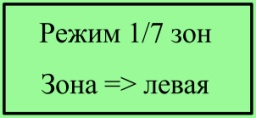 Режим 1/7 зон
Зона => левая